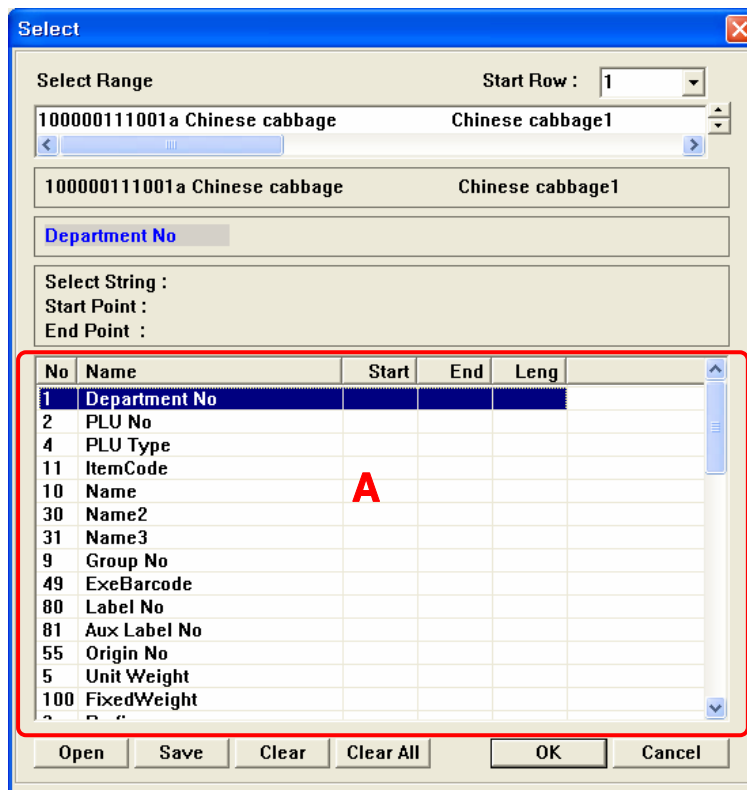 Select
Select Range Start Row : 1
100000111001a Chinese cabbage Chinese cabbage1
100000111001a Chinese cabbage Chinese cabbage1
Department No
Select String :
Start Point :
End Point :
No Name Start End Leng
1 Department No
2 PLU No
4 PLU Type
11 ItemCode
10 Name
A
30 Name2
31 Name3
9 Group No
49 ExeBarcode
80 Label No
81 Aux Label No
55 Origin No
5 Unit Weight
100 FixedWeight
Open Save Clear Clear All OK Cancel